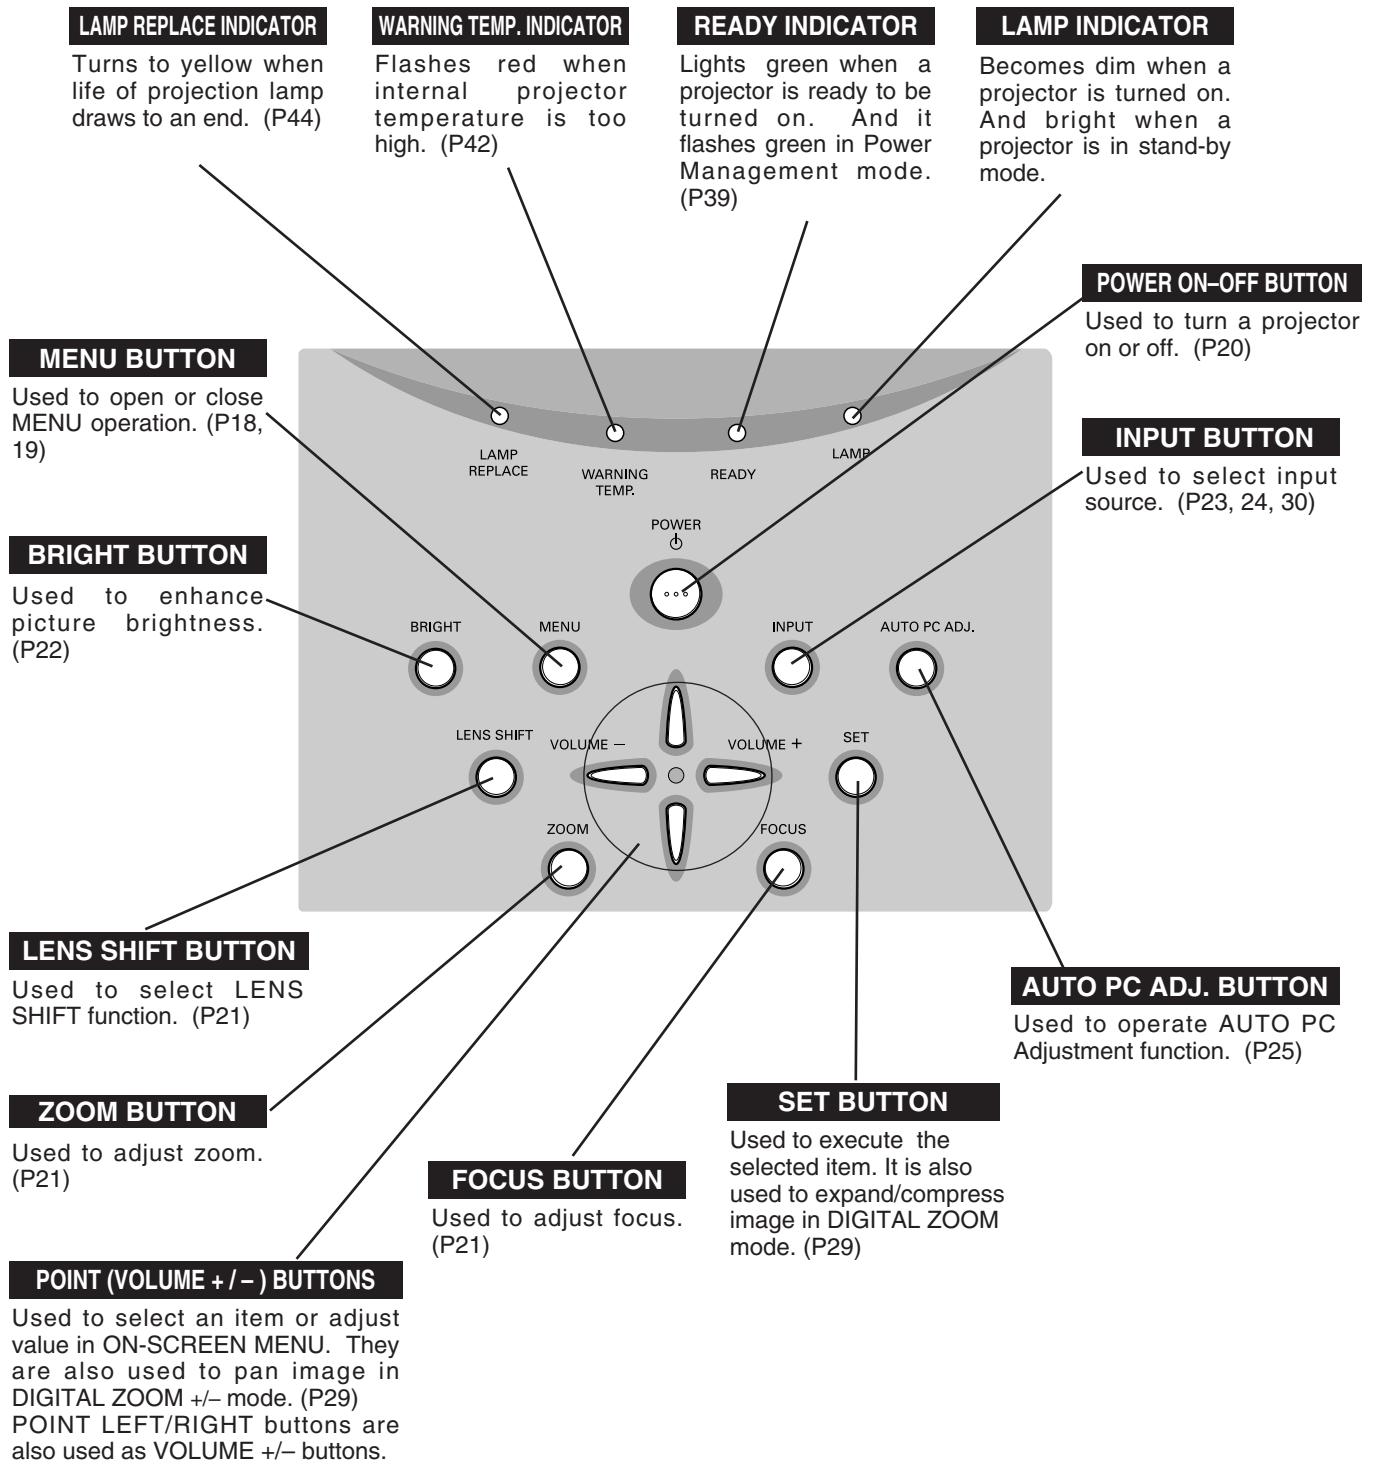 LAMP REPLACE INDICATOR
Turns to yellow when
life of projection lamp
draws to an end. (P44)
WARNING TEMP. INDICATOR
Flashes red when
internal projector
temperature is too
high. (P42)
READY INDICATOR
Lights green when a
projector is ready to be
turned on. And it
flashes green in Power
Management mode.
(P39)
LAMP INDICATOR
Becomes dim when a
projector is turned on.
And bright when a
projector is in stand-by
mode.
POWER ON–OFF BUTTON
Used to turn a projector
on or off. (P20)
MENU BUTTON
Used to open or close
MENU operation. (P18,
19)
INPUT BUTTON
Used to select input
source. (P23, 24, 30)
BRIGHT BUTTON
Used to enhance
picture brightness.
(P22)
LAMP
REPLACE
WARNING
TEMP.
READY
LAMP
POWER
BRIGHT
MENU
INPUT
AUTO PC ADJ.
LENS SHIFT
VOLUME –
VOLUME +
SET
ZOOM
FOCUS
LENS SHIFT BUTTON
Used to select LENS
SHIFT function. (P21)
AUTO PC ADJ. BUTTON
Used to operate AUTO PC
Adjustment function. (P25)
ZOOM BUTTON
Used to adjust zoom.
(P21)
SET BUTTON
Used to execute the
selected item. It is also
used to expand/compress
image in DIGITAL ZOOM
mode. (P29)
FOCUS BUTTON
Used to adjust focus.
(P21)
POINT (VOLUME + / – ) BUTTONS
Used to select an item or adjust
value in ON-SCREEN MENU. They
are also used to pan image in
DIGITAL ZOOM +/– mode. (P29)
POINT LEFT/RIGHT buttons are
also used as VOLUME +/– buttons.